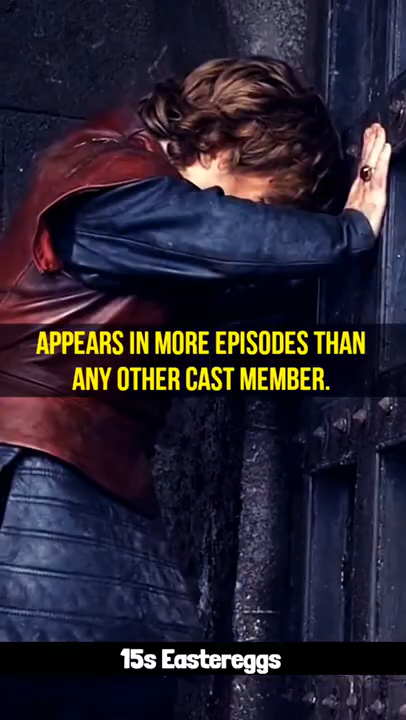 APPEARS IN MORE EPISODES THAN
ANY OTHER CAST MEMBER.
15s Eastereggs